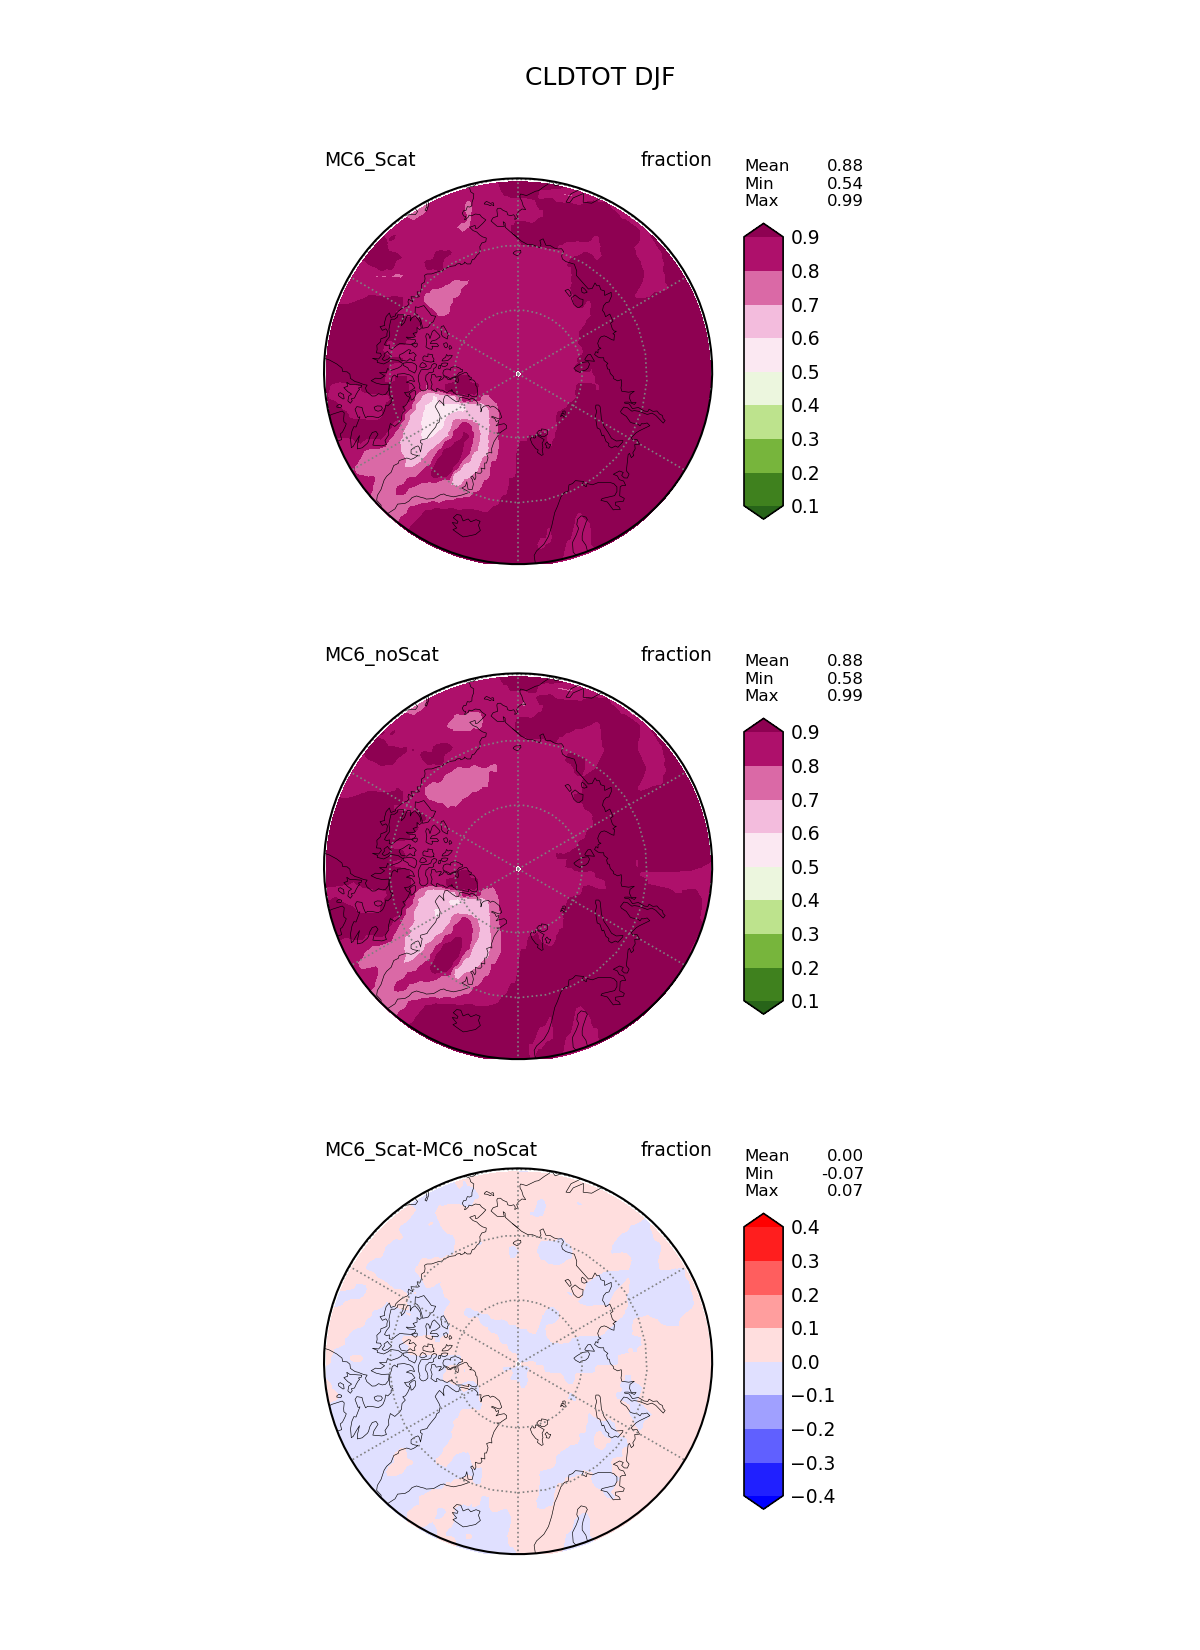 CLDTOT DJF
MC6_Scat fraction
Mean 0.88
Min 0.54
Max 0.99
0.9
0.8
0.7
0.6
0.5
0.4
0.3
0.2
0.1
MC6_noScat fraction
Mean 0.88
Min 0.58
Max 0.99
0.9
0.8
0.7
0.6
0.5
0.4
0.3
0.2
0.1
MC6_Scat-MC6_noScat fraction
Mean 0.00
Min -0.07
Max 0.07
0.4
0.3
0.2
0.1
0.0
−0.1
−0.2
−0.3
−0.4